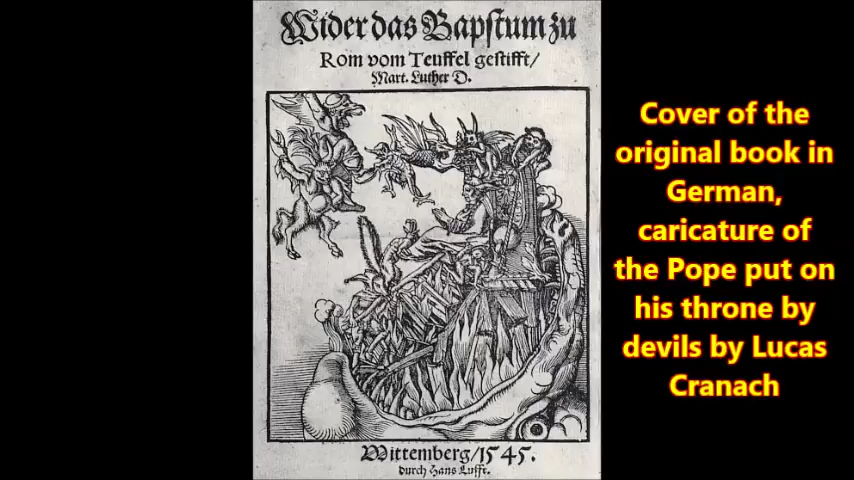 Wider das Bapstum zu
Rom vom Teuffel gestifft/
Mart. Luther D.
Wittemberg/1545.
durch Hans Lufft.
Cover of the
original book in
German,
caricature of
the Pope put on
his throne by
devils by Lucas
Cranach